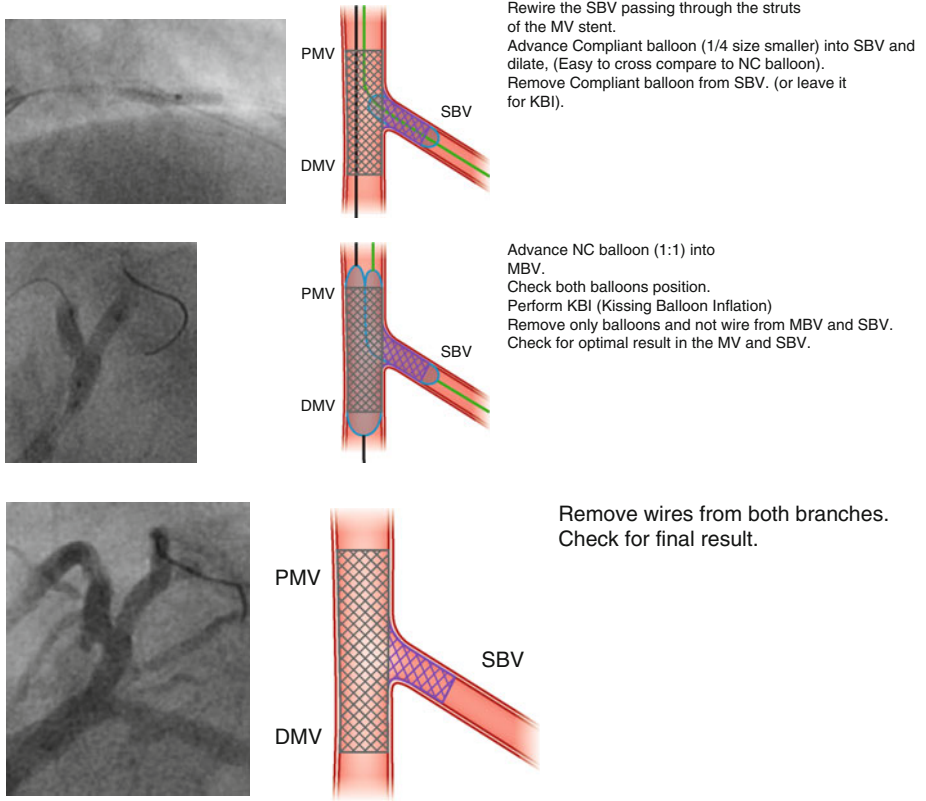 Rewire the SBV passing through the struts
of the MV stent.
Advance Compliant balloon (1/4 size smaller) into SBV and
dilate, (Easy to cross compare to NC balloon).
Remove Compliant balloon from SBV. (or leave it
for KBI).
PMV
SBV
DMV
Advance NC balloon (1:1) into
MBV.
Check both balloons position.
Perform KBI (Kissing Balloon Inflation)
Remove only balloons and not wire from MBV and SBV.
Check for optimal result in the MV and SBV.
PMV
SBV
DMV
Remove wires from both branches.
Check for final result.
PMV
SBV
DMV